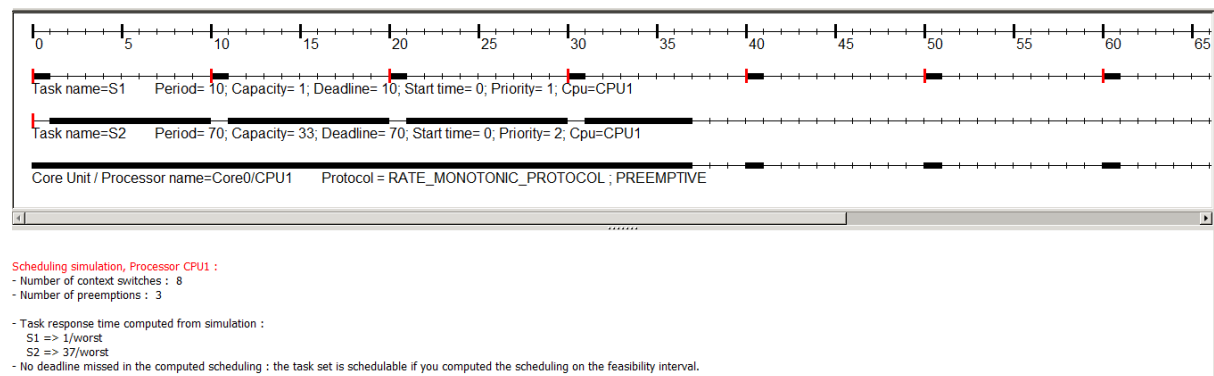 0 5 10 15 20 25 30 35 40 45 50 55 60 65
Task name=S1 Period= 10; Capacity= 1; Deadline= 10; Start time= 0; Priority= 1; Cpu=CPU1
Task name=S2 Period= 70; Capacity= 33; Deadline= 70; Start time= 0; Priority= 2; Cpu=CPU1
Core Unit / Processor name=Core0/CPU1 Protocol = RATE_MONOTONIC_PROTOCOL ; PREEMPTIVE
Scheduling simulation, Processor CPU1 :
- Number of context switches : 8
- Number of preemptions : 3
- Task response time computed from simulation :
S1 => 1/worst
S2 => 37/worst
- No deadline missed in the computed scheduling : the task set is schedulable if you computed the scheduling on the feasibility interval.